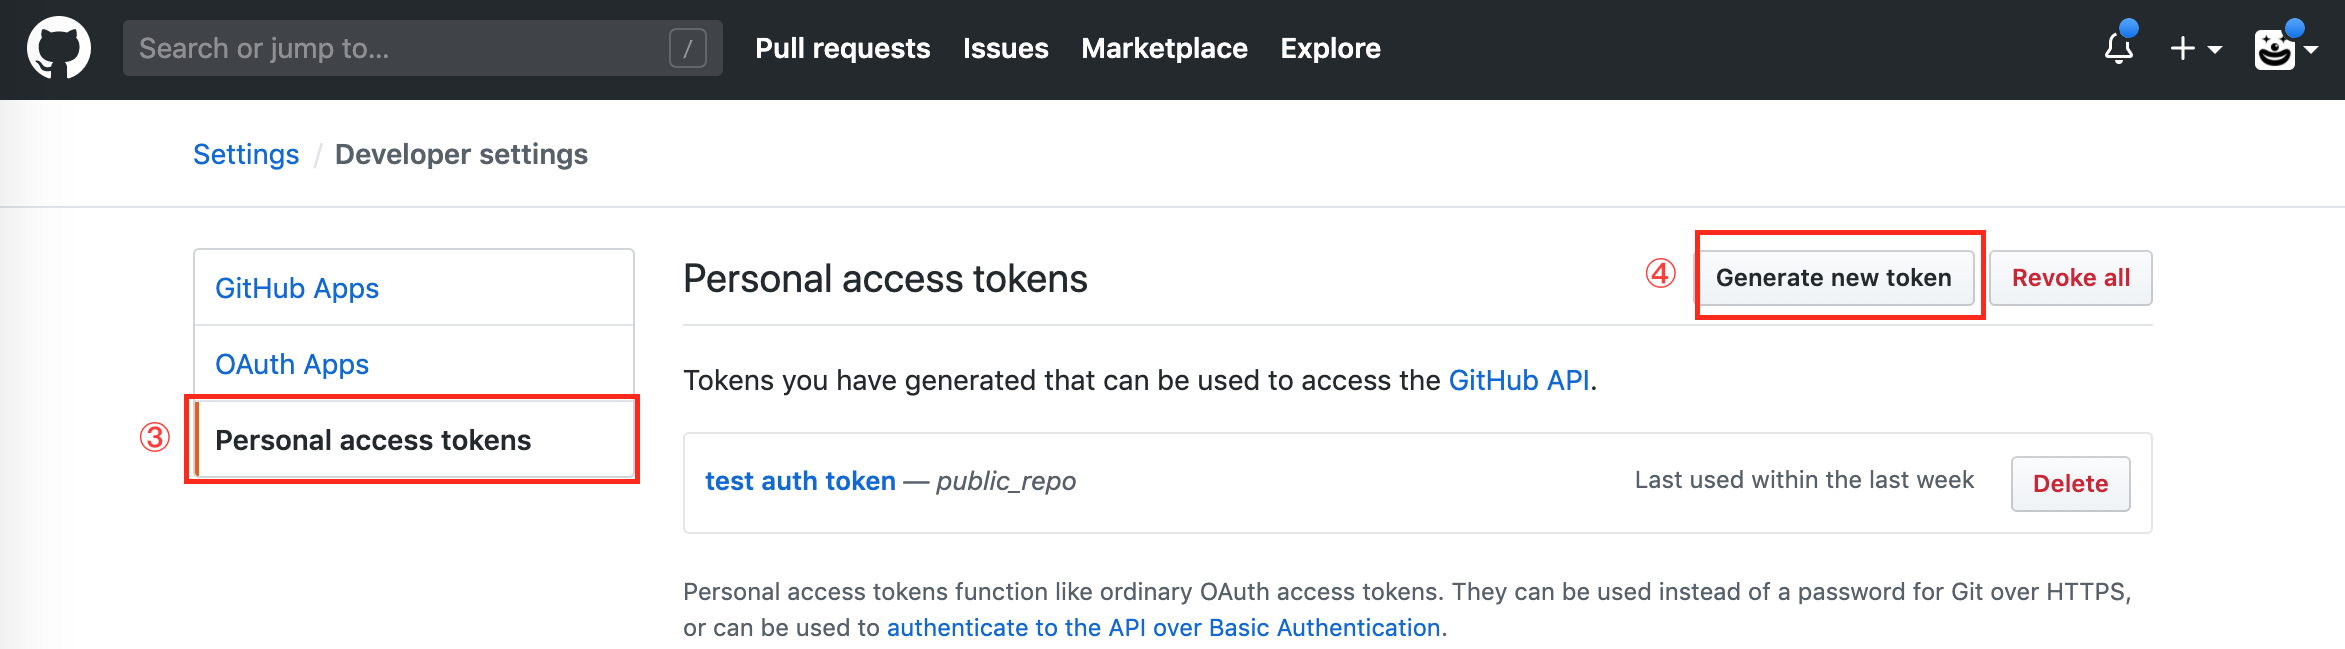 Search or jump to... /
Pull requests Issues Marketplace Explore
Settings / Developer settings
GitHub Apps
OAuth Apps
③ Personal access tokens
Personal access tokens
④ Generate new token
Revoke all
Tokens you have generated that can be used to access the GitHub API.
test auth token — public_repo
Last used within the last week
Delete
Personal access tokens function like ordinary OAuth access tokens. They can be used instead of a password for Git over HTTPS,
or can be used to authenticate to the API over Basic Authentication.